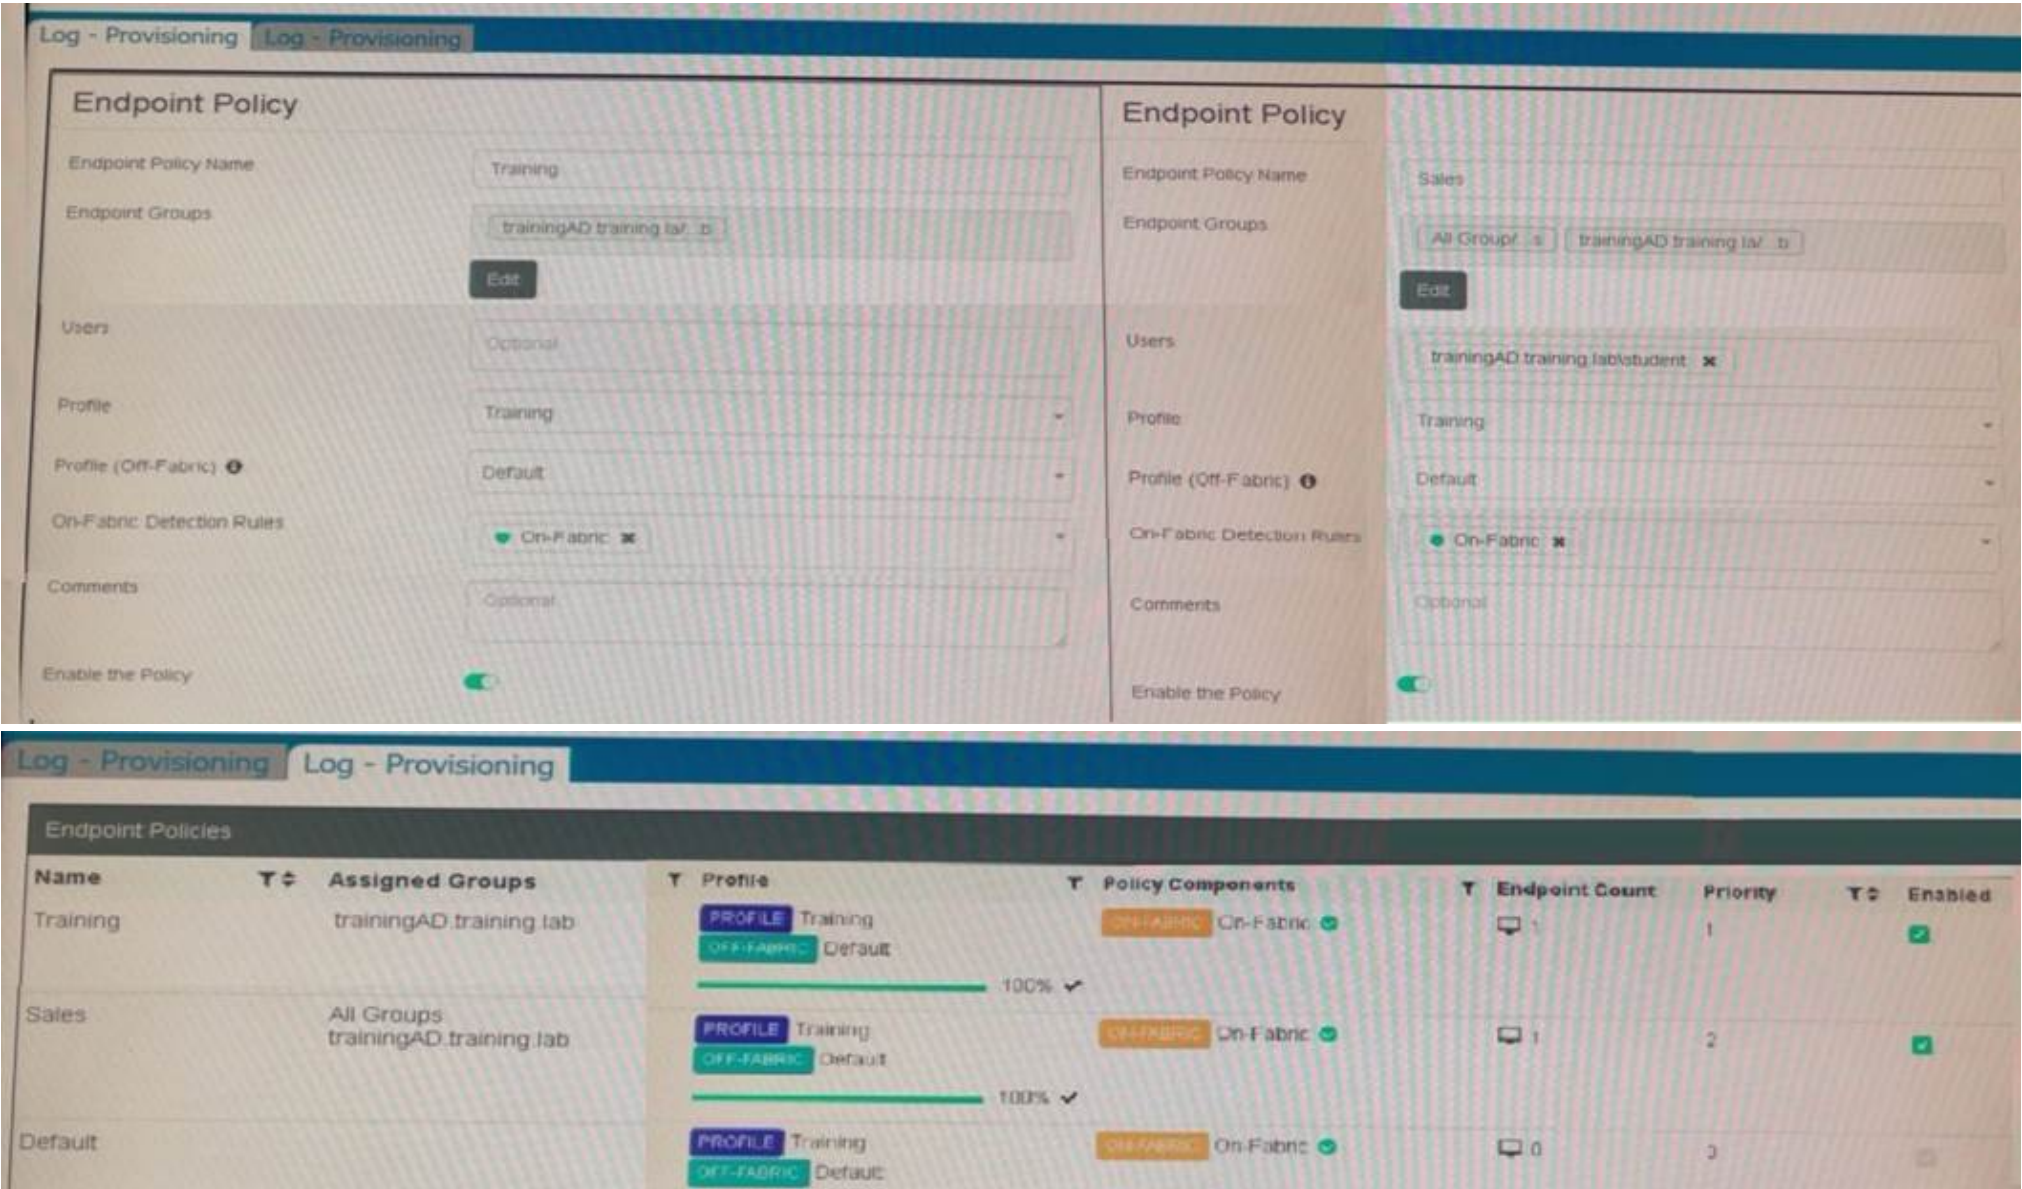 Log - Provisioning Log - Provisioning
Endpoint Policy
Endpoint Policy Name Training
Endpoint Groups trainingAD.training.la/...b
Edit
Users Optional
Profile Training
Profile (Off-Fabric) Default
On-Fabric Detection Rules On-Fabric
Comments Optional
Enable the Policy
Endpoint Policy
Endpoint Policy Name Sales
Endpoint Groups All Group/...s trainingAD.training.la/...b
Edit
Users trainingAD.training.lab\student
Profile Training
Profile (Off-Fabric) Default
On-Fabric Detection Rules On-Fabric
Comments Optional
Enable the Policy
Log - Provisioning Log - Provisioning
Endpoint Policies
Name Assigned Groups Profile Policy Components Endpoint Count Priority Enabled
Training trainingAD.training.lab PROFILE Training ON-FABRIC On-Fabric 1 1
OFF-FABRIC Default
100%
Sales All Groups PROFILE Training ON-FABRIC On-Fabric 1 2
trainingAD.training.lab OFF-FABRIC Default
100%
Default PROFILE Training ON-FABRIC On-Fabric 0
OFF-FABRIC Default